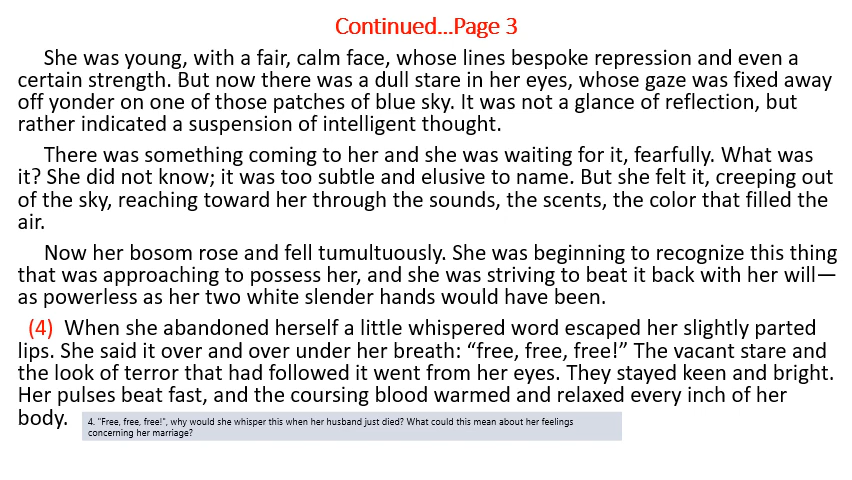 Continued...Page 3
She was young, with a fair, calm face, whose lines bespoke repression and even a
certain strength. But now there was a dull stare in her eyes, whose gaze was fixed away
off yonder on one of those patches of blue sky. It was not a glance of reflection, but
rather indicated a suspension of intelligent thought.
There was something coming to her and she was waiting for it, fearfully. What was
it? She did not know; it was too subtle and elusive to name. But she felt it, creeping out
of the sky, reaching toward her through the sounds, the scents, the color that filled the
air.
Now her bosom rose and fell tumultuously. She was beginning to recognize this thing
that was approaching to possess her, and she was striving to beat it back with her will—
as powerless as her two white slender hands would have been.
(4) When she abandoned herself a little whispered word escaped her slightly parted
lips. She said it over and over under her breath: “free, free, free!” The vacant stare and
the look of terror that had followed it went from her eyes. They stayed keen and bright.
Her pulses beat fast, and the coursing blood warmed and relaxed every inch of her
body.
4. "Free, free, free!", why would she whisper this when her husband just died? What could this mean about her feelings
concerning her marriage?